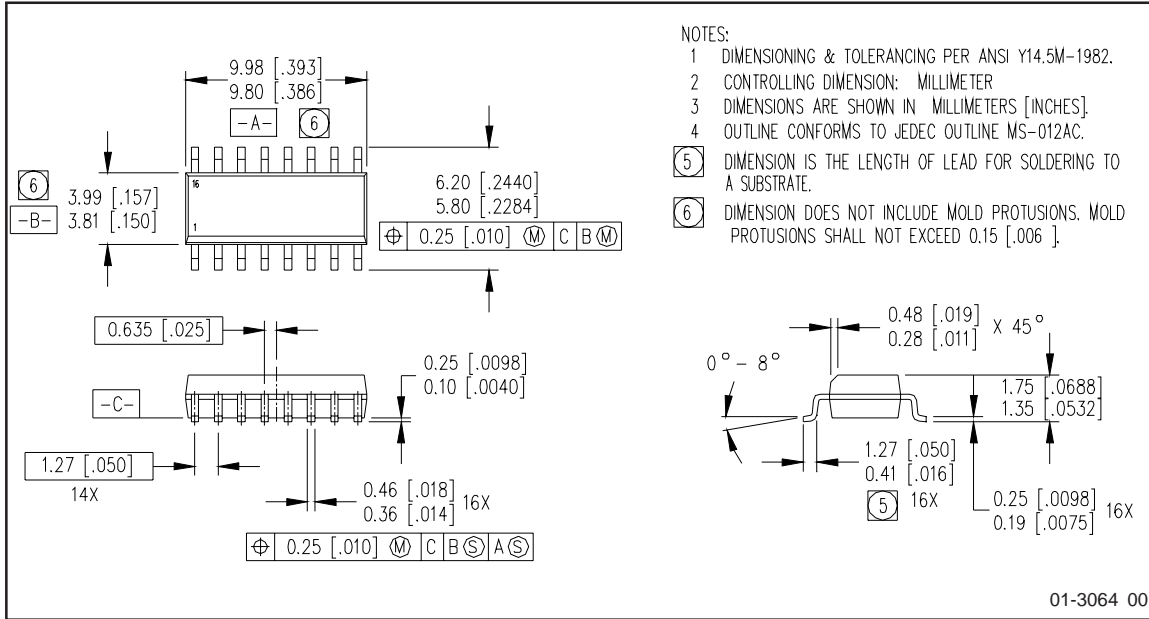 9.98 [.393]
9.80 [.386]
-A- 6
6
3.99 [.157]
-B- 3.81 [.150]
16
1
6.20 [.2440]
5.80 [.2284]
⌖ 0.25 [.010] Ⓜ C B Ⓜ
NOTES:
1 DIMENSIONING & TOLERANCING PER ANSI Y14.5M-1982.
2 CONTROLLING DIMENSION: MILLIMETER
3 DIMENSIONS ARE SHOWN IN MILLIMETERS [INCHES].
4 OUTLINE CONFORMS TO JEDEC OUTLINE MS-012AC.
5 DIMENSION IS THE LENGTH OF LEAD FOR SOLDERING TO
A SUBSTRATE.
6 DIMENSION DOES NOT INCLUDE MOLD PROTUSIONS. MOLD
PROTUSIONS SHALL NOT EXCEED 0.15 [.006 ].
0.635 [.025]
0.25 [.0098]
0.10 [.0040]
-C-
1.27 [.050]
14X
0.46 [.018]
0.36 [.014] 16X
⌖ 0.25 [.010] Ⓜ C B Ⓢ A Ⓢ
0.48 [.019]
0.28 [.011] X 45°
0°-8°
1.75 [.0688]
1.35 [.0532]
1.27 [.050]
0.41 [.016]
5 16X
0.25 [.0098]
0.19 [.0075] 16X
01-3064 00